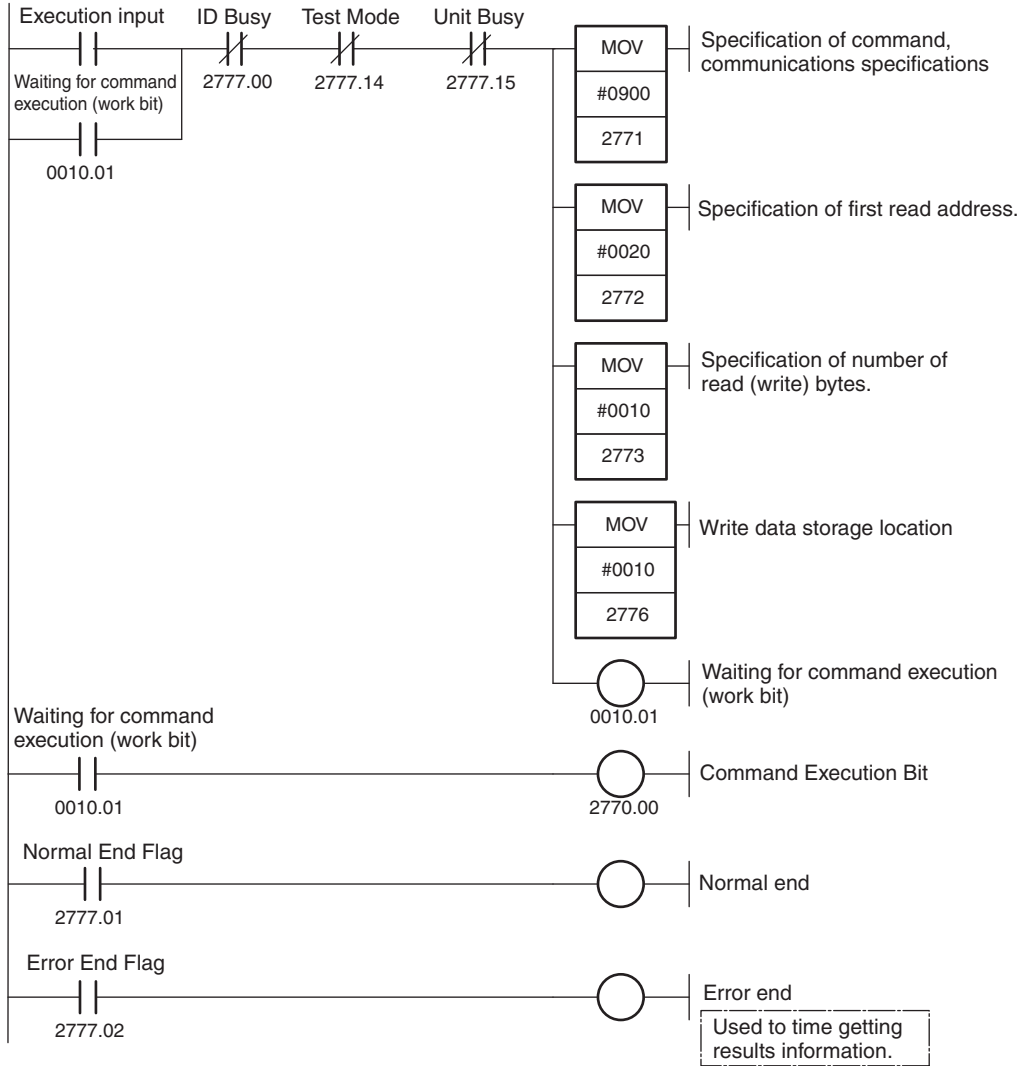 Execution input
ID Busy
Test Mode
Unit Busy
2777.00
2777.14
2777.15
Waiting for command
execution (work bit)
0010.01
MOV
#0900
2771
Specification of command,
communications specifications
MOV
#0020
2772
Specification of first read address.
MOV
#0010
2773
Specification of number of
read (write) bytes.
MOV
#0010
2776
Write data storage location
0010.01
Waiting for command execution
(work bit)
Waiting for command
execution (work bit)
0010.01
2770.00
Command Execution Bit
Normal End Flag
2777.01
Normal end
Error End Flag
2777.02
Error end
Used to time getting
results information.